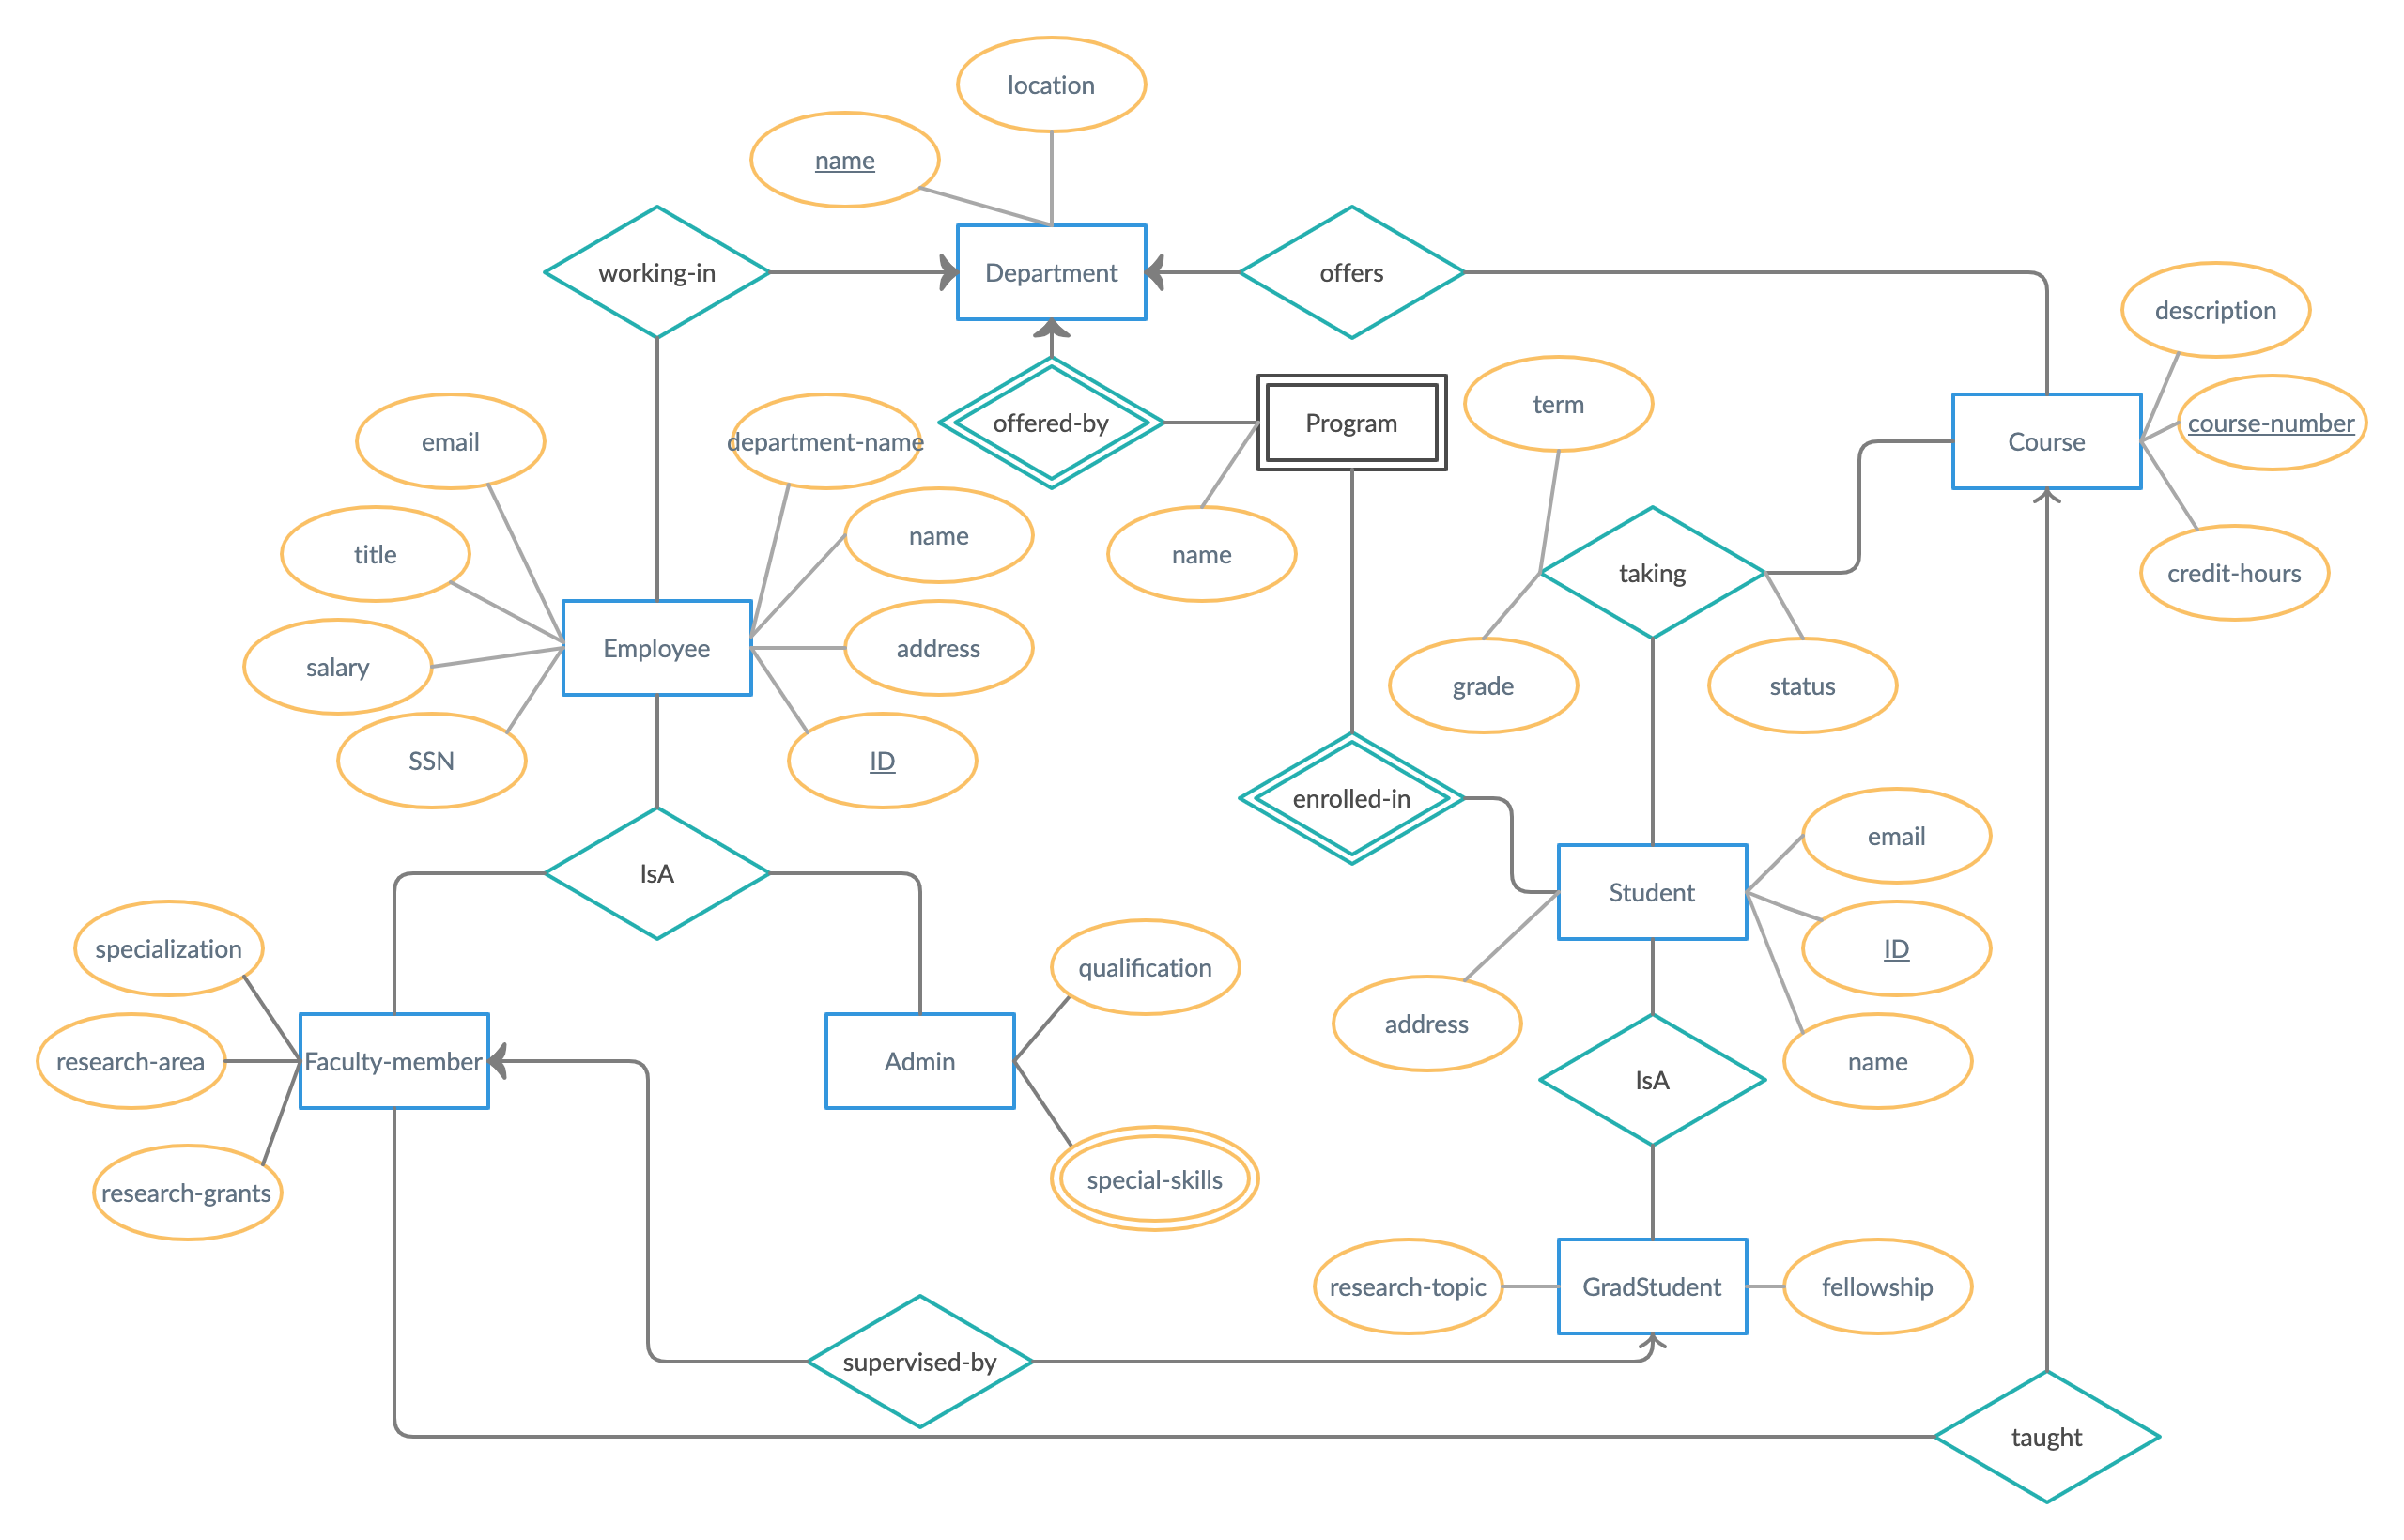 location
name
working-in
Department
offers
description
email
department-name
offered-by
Program
term
course-number
Course
title
name
name
taking
credit-hours
Employee
address
salary
grade
status
SSN
ID
enrolled-in
email
IsA
Student
specialization
qualification
ID
address
research-area
Faculty-member
Admin
IsA
name
research-grants
special-skills
research-topic
GradStudent
fellowship
supervised-by
taught